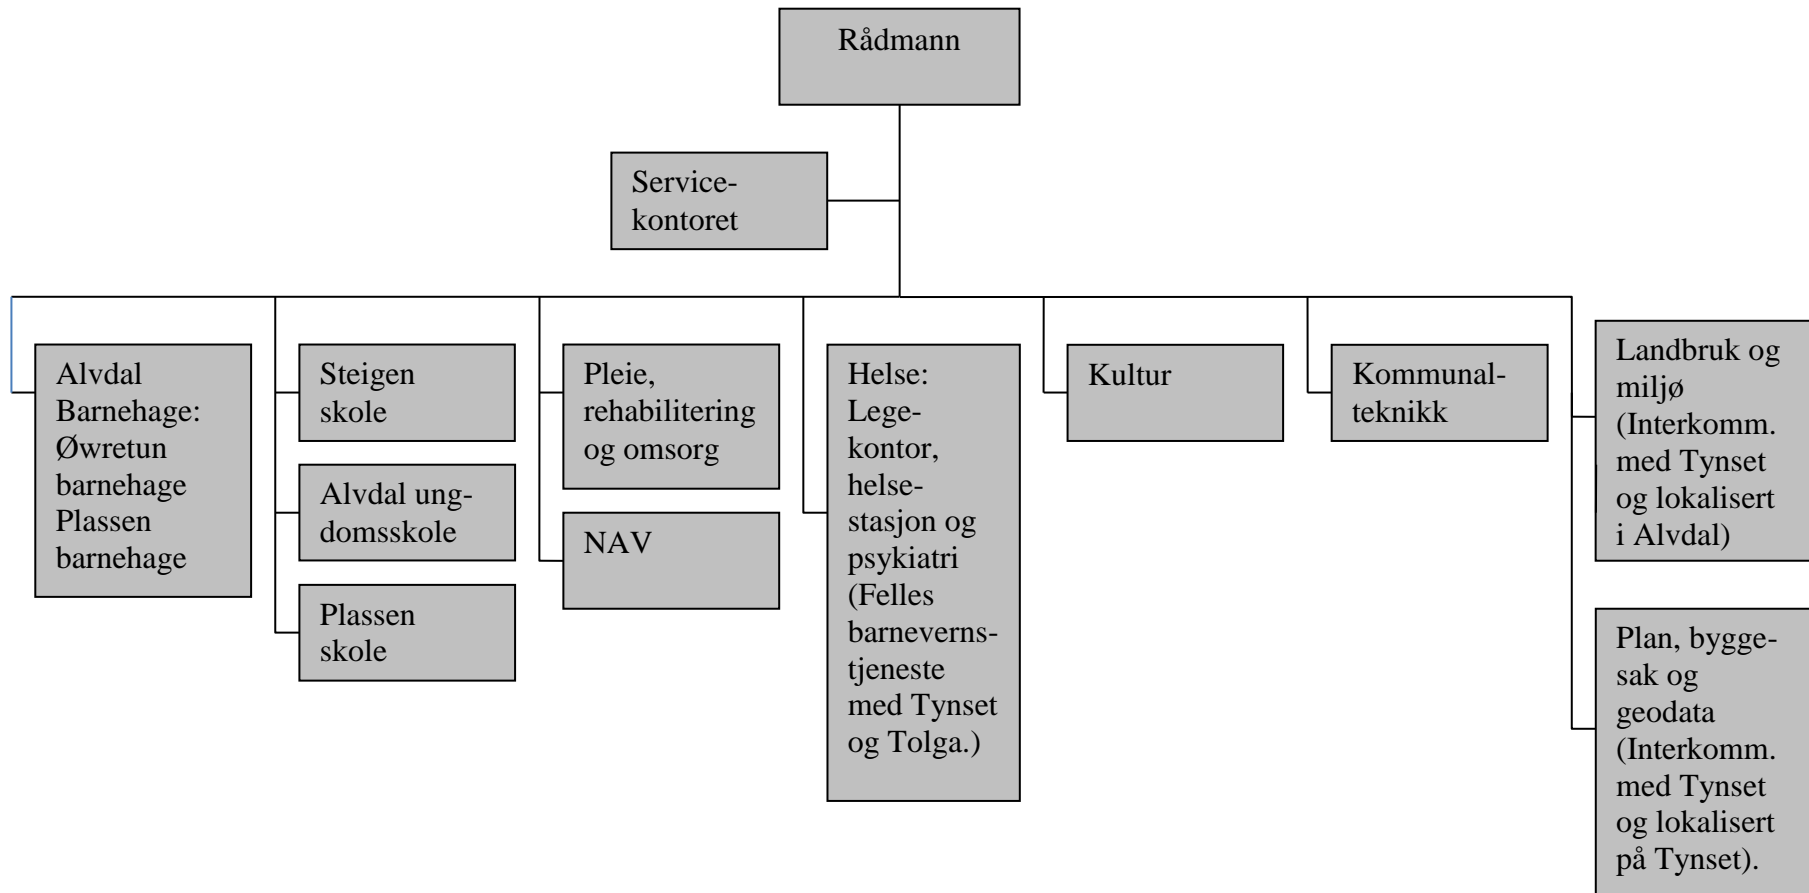 Rådmann
Service-
kontoret
Alvdal
Barnehage:
Øwretun
barnehage
Plassen
barnehage
Steigen
skole
Alvdal ung-
domsskole
Plassen
skole
Pleie,
rehabilitering
og omsorg
NAV
Helse:
Lege-
kontor,
helse-
stasjon og
psykiatri
(Felles
barneverns-
tjeneste
med Tynset
og Tolga.)
Kultur
Kommunal-
teknikk
Landbruk og
miljø
(Interkomm.
med Tynset
og lokalisert
i Alvdal)
Plan, bygge-
sak og
geodata
(Interkomm.
med Tynset
og lokalisert
på Tynset).